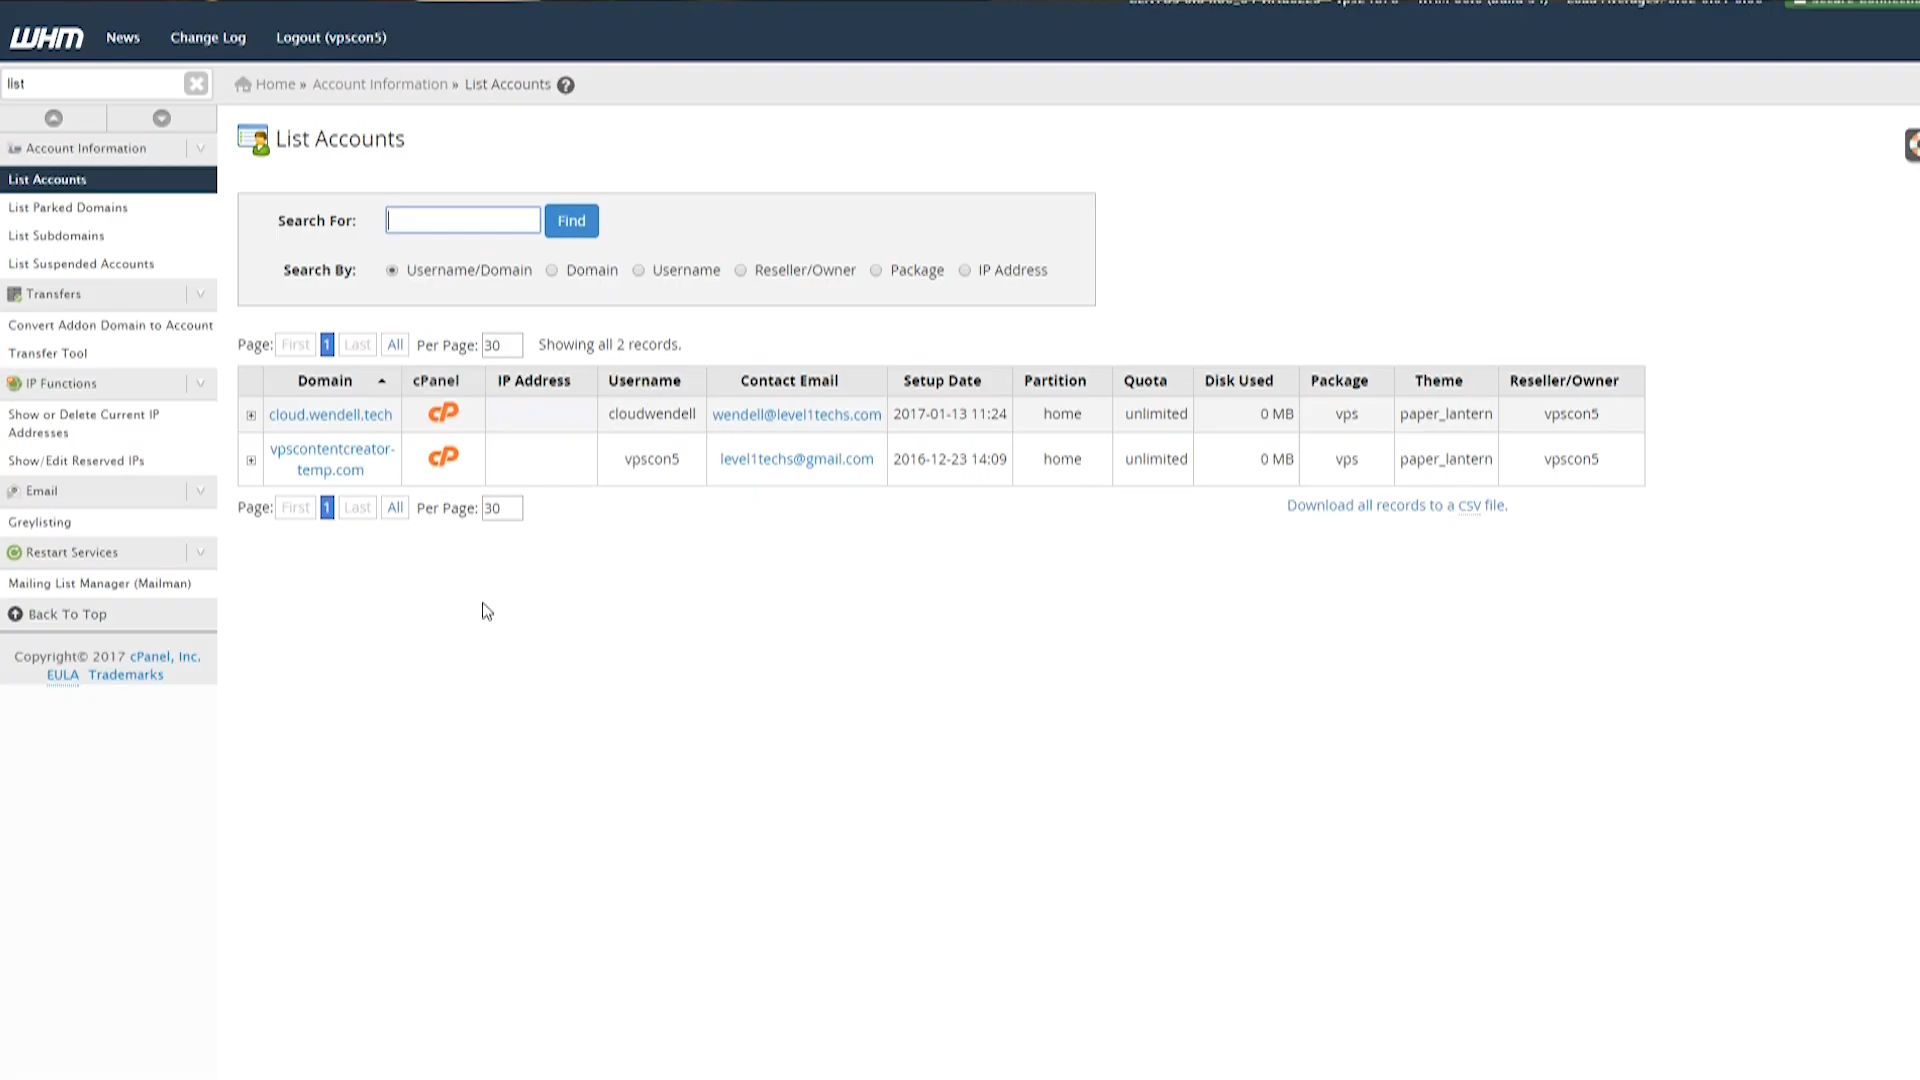 WHM News Change Log Logout (vpscon5)
list
Home » Account Information » List Accounts
Account Information
List Accounts
List Parked Domains
List Subdomains
List Suspended Accounts
Transfers
Convert Addon Domain to Account
Transfer Tool
IP Functions
Show or Delete Current IP
Addresses
Show/Edit Reserved IPs
Email
Greylisting
Restart Services
Mailing List Manager (Mailman)
Back To Top
Copyright© 2017 cPanel, Inc.
EULA Trademarks
List Accounts
Search For: Find
Search By: Username/Domain Domain Username Reseller/Owner Package IP Address
Page: First 1 Last All Per Page: 30 Showing all 2 records.
Domain cPanel IP Address Username Contact Email Setup Date Partition Quota Disk Used Package Theme Reseller/Owner
cloud.wendell.tech cP cloudwendell wendell@level1techs.com 2017-01-13 11:24 home unlimited 0 MB vps paper_lantern vpscon5
vpscontentcreator-
temp.com cP vpscon5 level1techs@gmail.com 2016-12-23 14:09 home unlimited 0 MB vps paper_lantern vpscon5
Page: First 1 Last All Per Page: 30
Download all records to a CSV file.